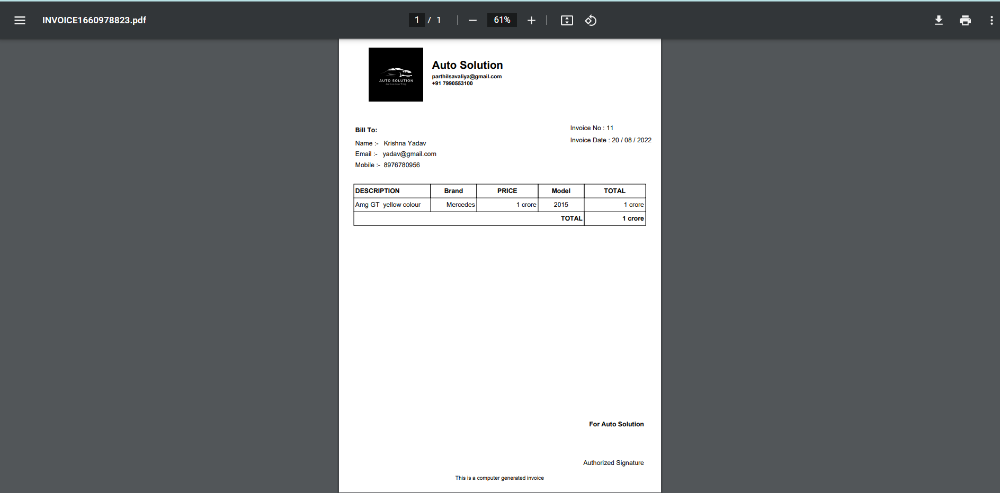 INVOICE1660978823.pdf
1 / 1
61%
AUTO SOLUTION
Just Luxurious Thing
Auto Solution
parthilsavaliya@gmail.com
+91 7990553100
Bill To:
Invoice No : 11
Invoice Date : 20 / 08 / 2022
Name :- Krishna Yadav
Email :- yadav@gmail.com
Mobile :- 8976780956
DESCRIPTION Brand PRICE Model TOTAL
Amg GT yellow colour Mercedes 1 crore 2015 1 crore
TOTAL 1 crore
For Auto Solution
Authorized Signature
This is a computer generated invoice